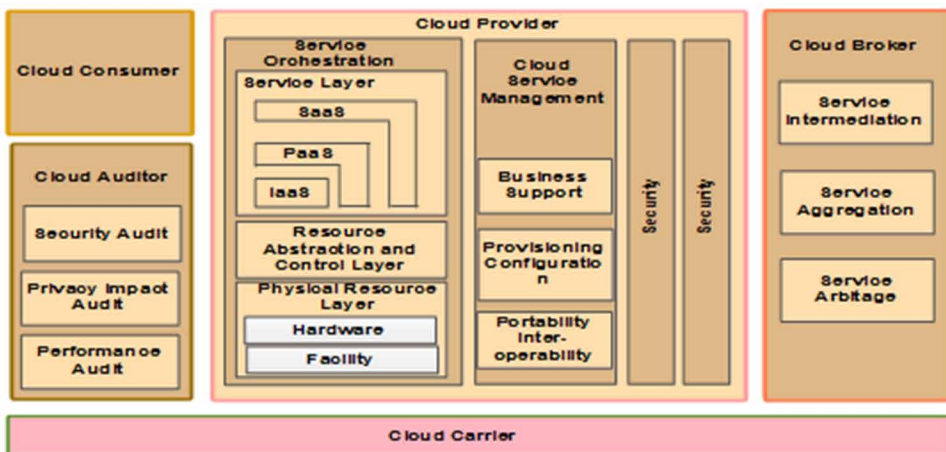 Cloud Consumer
Cloud Auditor
Security Audit
Privacy Impact
Audit
Performance
Audit
Cloud Provider
Service
Orchestration
Service Layer
SaaS
PaaS
IaaS
Resource
Abstraction and
Control Layer
Physical Resource
Layer
Hardware
Facility
Cloud
Service
Management
Business
Support
Provisioning
Configuratio
n
Portability
Inter-
operability
Security
Security
Cloud Broker
Service
Intermediation
Service
Aggregation
Service
Arbitage
Cloud Carrier